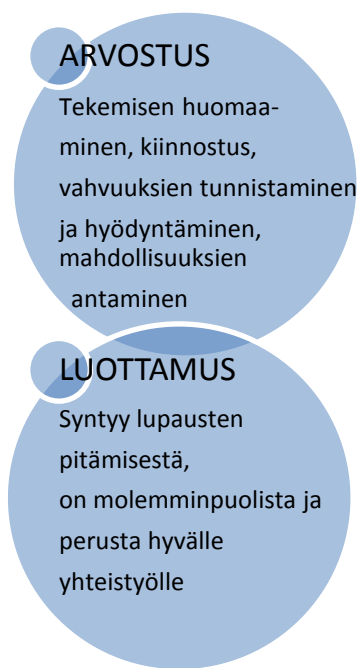 ARVOSTUS
Tekemisen huomaa-
minen, kiinnostus,
vahvuuksien tunnistaminen
ja hyödyntäminen,
mahdollisuuksien
antaminen
LUOTTAMUS
Syntyy lupausten
pitämisestä,
on molemminpuolista ja
perusta hyvälle
yhteistyölle